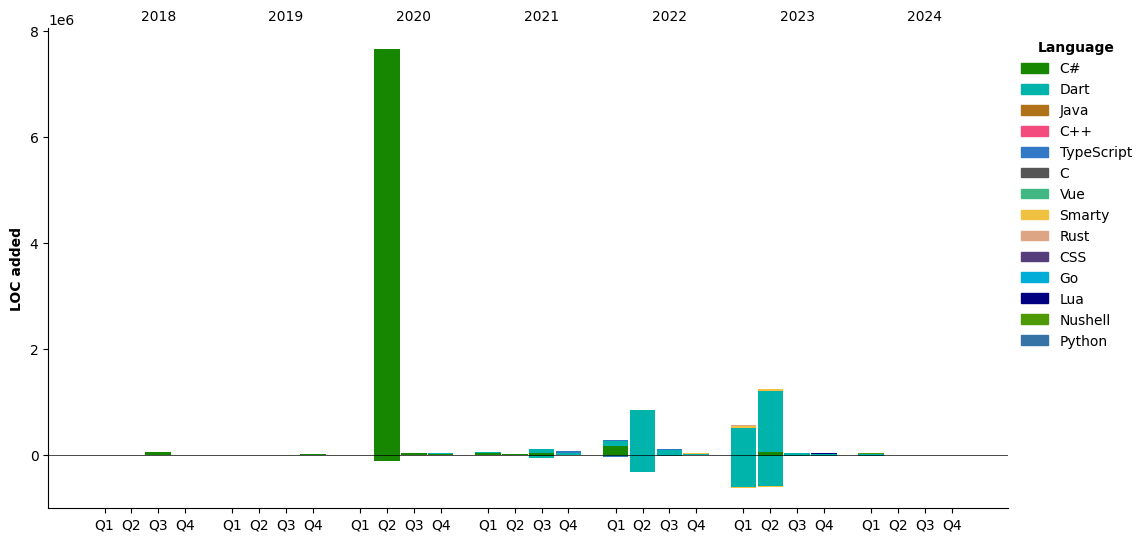 1e6
2018 2019 2020 2021 2022 2023 2024
8
6
4
2
0
LOC added
Q1 Q2 Q3 Q4 Q1 Q2 Q3 Q4 Q1 Q2 Q3 Q4 Q1 Q2 Q3 Q4 Q1 Q2 Q3 Q4 Q1 Q2 Q3 Q4 Q1 Q2 Q3 Q4
Language
C#
Dart
Java
C++
TypeScript
C
Vue
Smarty
Rust
CSS
Go
Lua
Nushell
Python